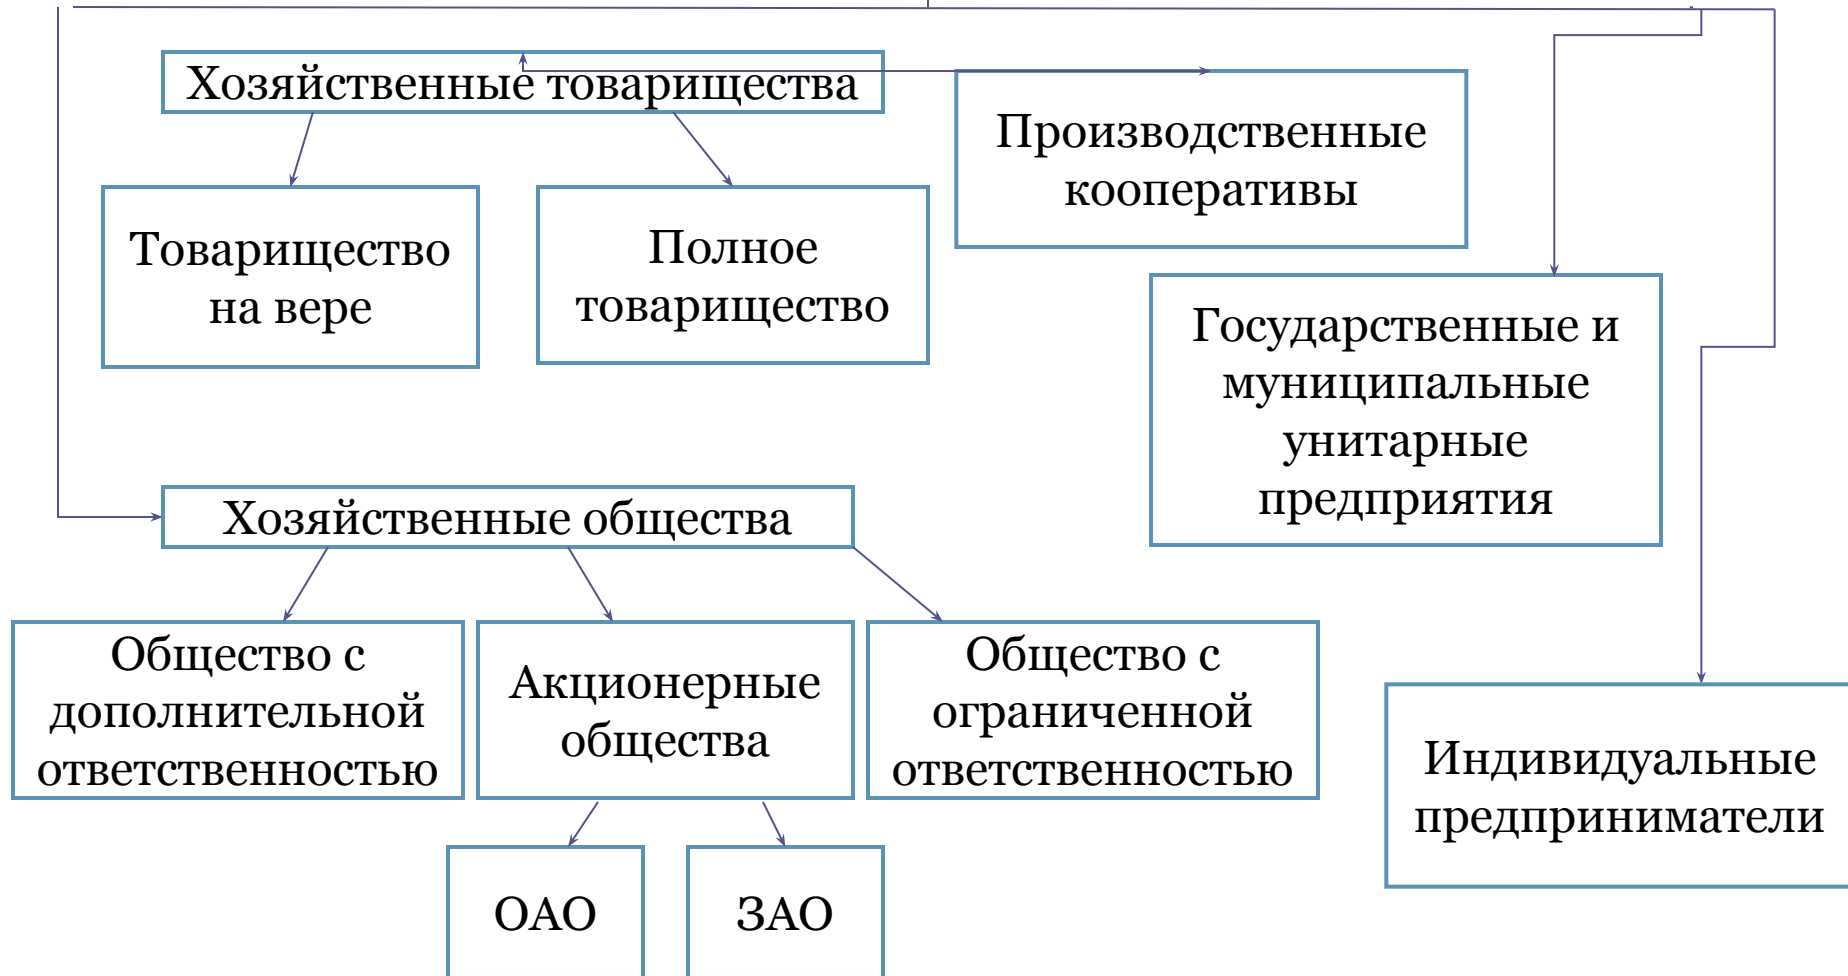 Хозяйственные товарищества
Производственные
кооперативы
Товарищество
на вере
Полное
товарищество
Государственные и
муниципальные
унитарные
предприятия
Хозяйственные общества
Общество с
дополнительной
ответственностью
Акционерные
общества
Общество с
ограниченной
ответственностью
Индивидуальные
предприниматели
ОАО
ЗАО